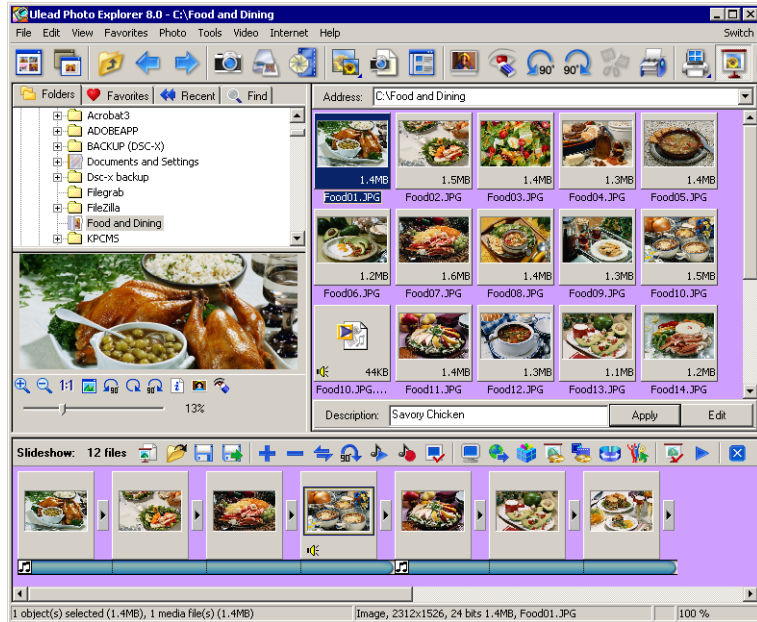 Ulead Photo Explorer 8.0 - C:\Food and Dining
File Edit View Favorites Photo Tools Video Internet Help Switch
90° 90°
Folders Favorites Recent Find
Address: C:\Food and Dining
Acrobat3
ADOBEAPP
BACKUP (DSC-X)
Documents and Settings
Dsc-x backup
Filegrab
FileZilla
Food and Dining
KPCMS
1.4MB 1.5MB 1.4MB 1.3MB 1.4MB
Food01.JPG Food02.JPG Food03.JPG Food04.JPG Food05.JPG
1.2MB 1.6MB 1.4MB 1.3MB 1.5MB
Food06.JPG Food07.JPG Food08.JPG Food09.JPG Food10.JPG
44KB 1.4MB 1.3MB 1.1MB 1.2MB
Food10.JPG.... Food11.JPG Food12.JPG Food13.JPG Food14.JPG
1:1 90 90
13%
Description: Savory Chicken Apply Edit
Slideshow: 12 files 90°
1 object(s) selected (1.4MB), 1 media file(s) (1.4MB) Image, 2312x1526, 24 bits 1.4MB, Food01.JPG 100 %